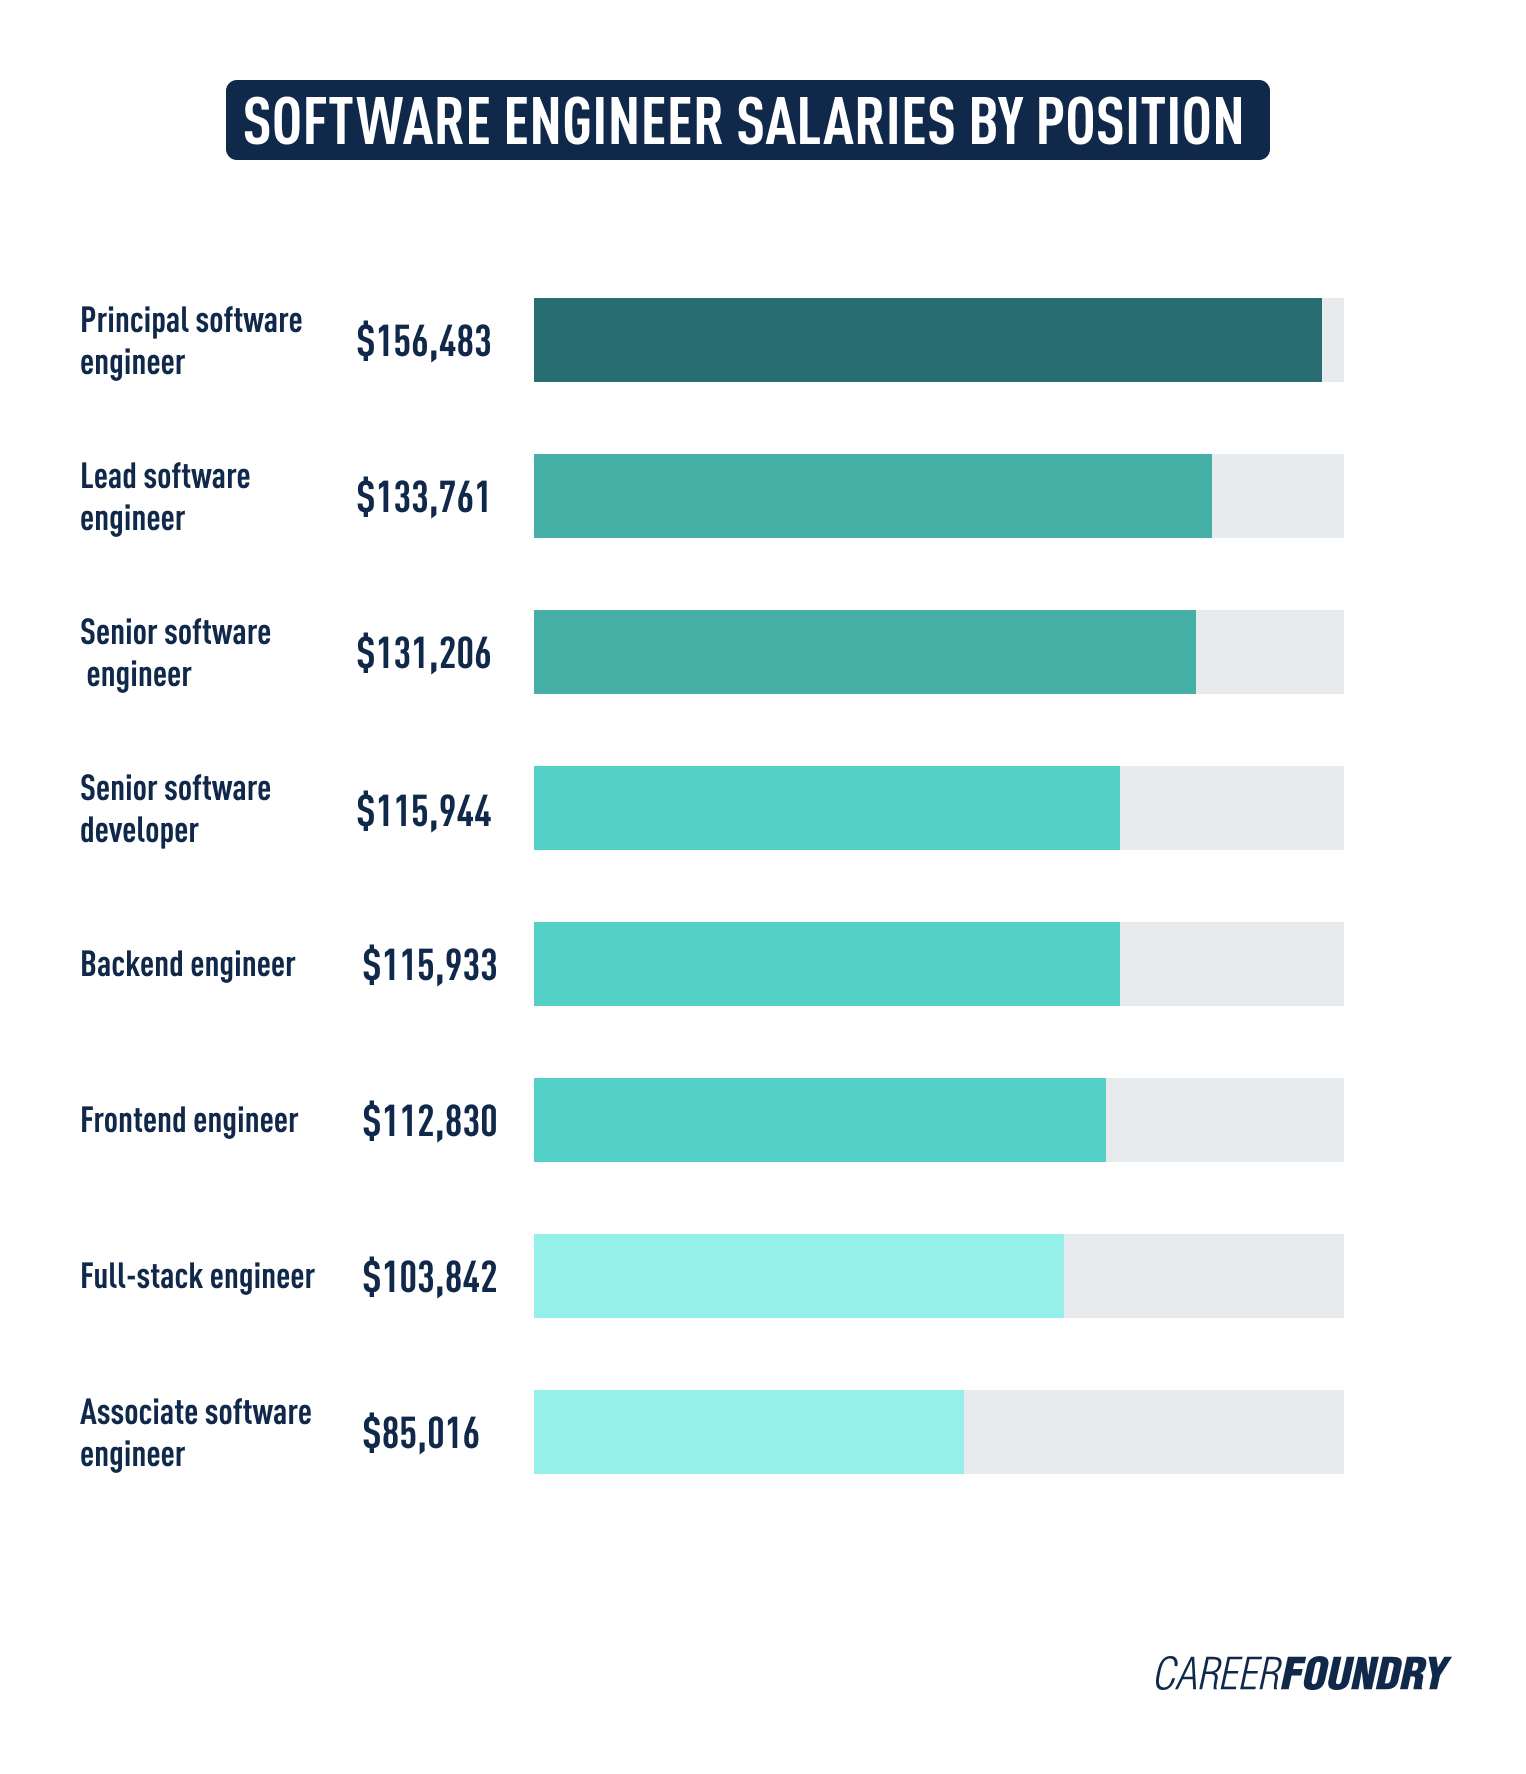 SOFTWARE ENGINEER SALARIES BY POSITION
Principal software
engineer
$156,483
Lead software
engineer
$133,761
Senior software
engineer
$131,206
Senior software
developer
$115,944
Backend engineer
$115,933
Frontend engineer
$112,830
Full-stack engineer
$103,842
Associate software
engineer
$85,016
CAREERFOUNDRY